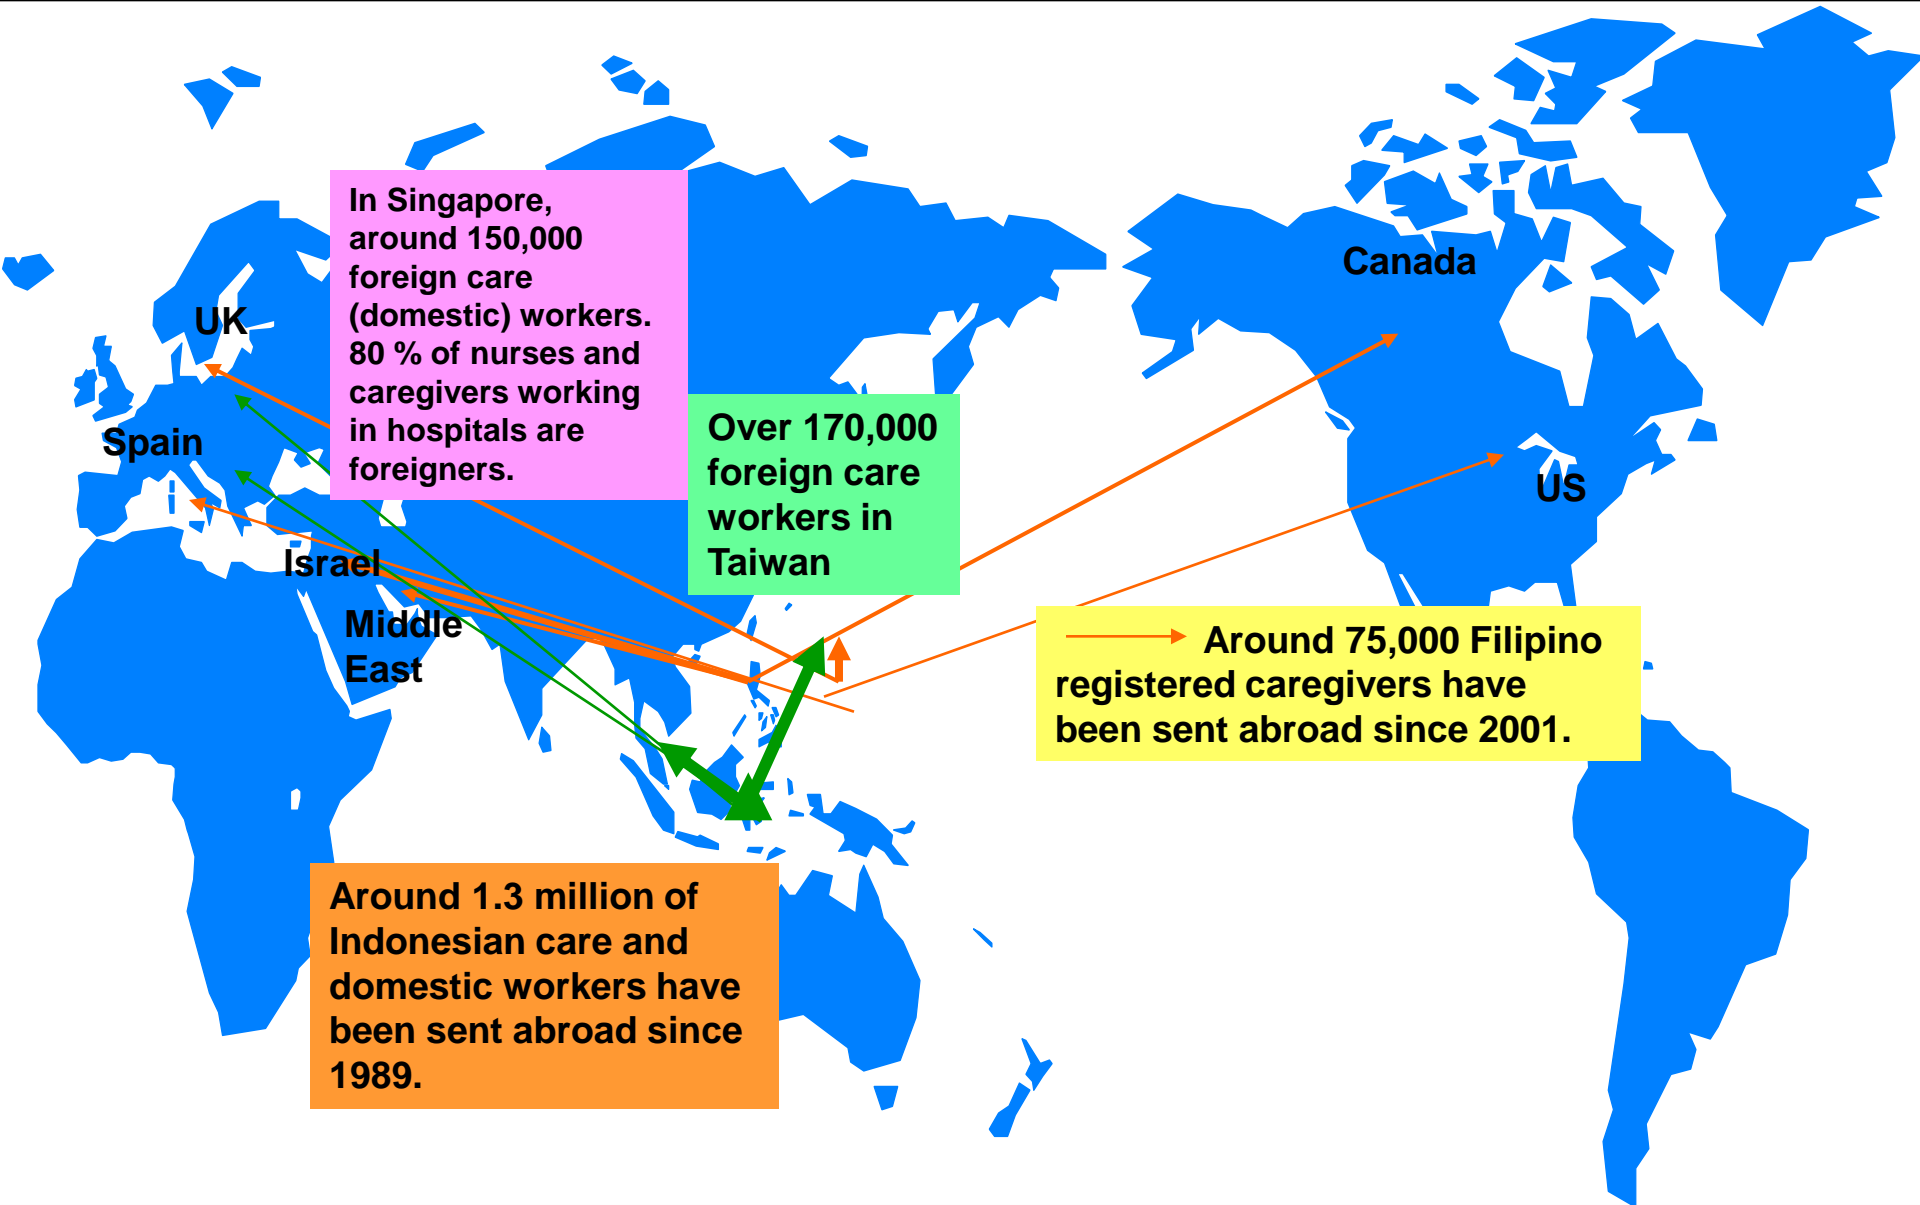 In Singapore,
around 150,000
foreign care
(domestic) workers.
80 % of nurses and
caregivers working
in hospitals are
foreigners.
Canada
UK
Over 170,000
foreign care
workers in
Taiwan
Spain
US
Israel
Middle
East
Around 75,000 Filipino
registered caregivers have
been sent abroad since 2001.
Around 1.3 million of
Indonesian care and
domestic workers have
been sent abroad since
1989.